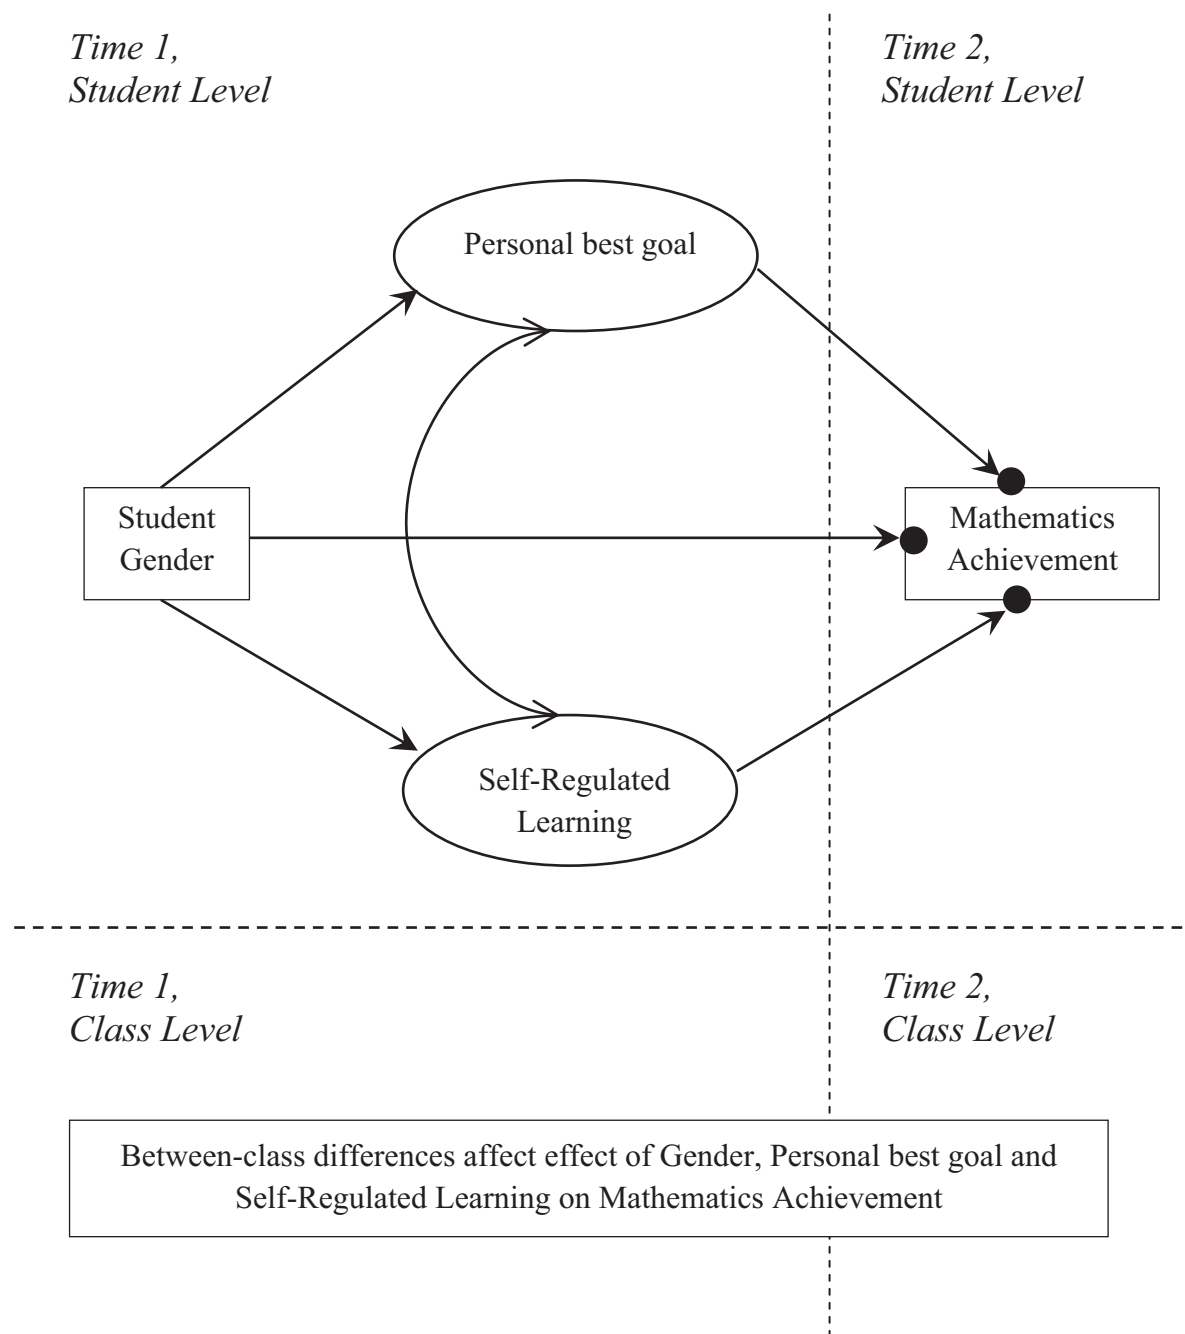 Time 1,
Student Level
Time 2,
Student Level
Personal best goal
Student
Gender
Mathematics
Achievement
Self-Regulated
Learning
Time 1,
Class Level
Time 2,
Class Level
Between-class differences affect effect of Gender, Personal best goal and
Self-Regulated Learning on Mathematics Achievement